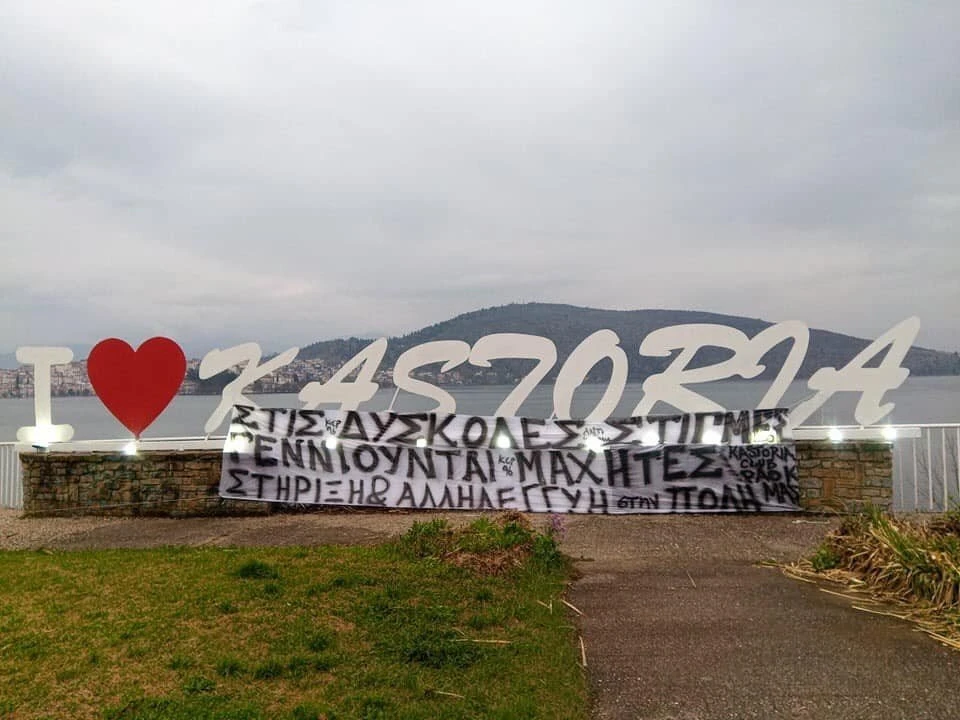 I ♥ KASTORIA
ΣΤΙΣ ΔΥΣΚΟΛΕΣ ΣΤΙΓΜΕΣ
ΓΕΝΝΙΟΥΝΤΑΙ ΜΑΧΗΤΕΣ
ΣΤΗΡΙΞΗ & ΑΛΛΗΛΕΓΓΥΗ ΣΤΗΝ ΠΟΛΗ ΜΑΣ
KASTORIA
CLUB